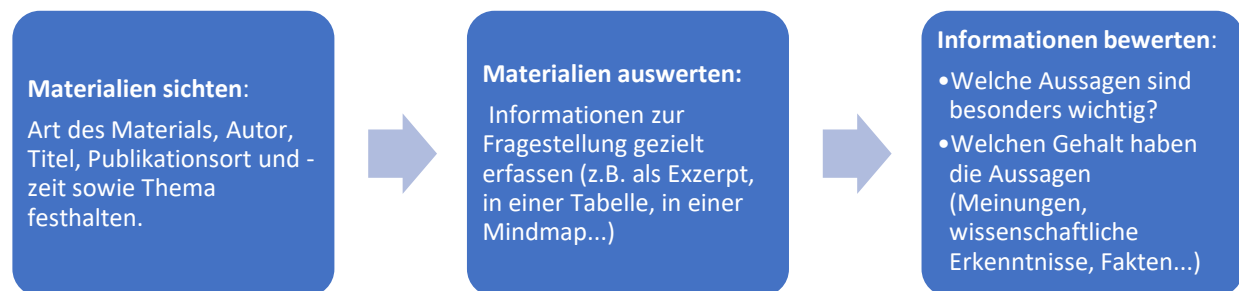 Materialien sichten:
Art des Materials, Autor,
Titel, Publikationsort und -
zeit sowie Thema
festhalten.
Materialien auswerten:
Informationen zur
Fragestellung gezielt
erfassen (z.B. als Exzerpt,
in einer Tabelle, in einer
Mindmap...)
Informationen bewerten:
•Welche Aussagen sind
besonders wichtig?
•Welchen Gehalt haben
die Aussagen
(Meinungen,
wissenschaftliche
Erkenntnisse, Fakten...)